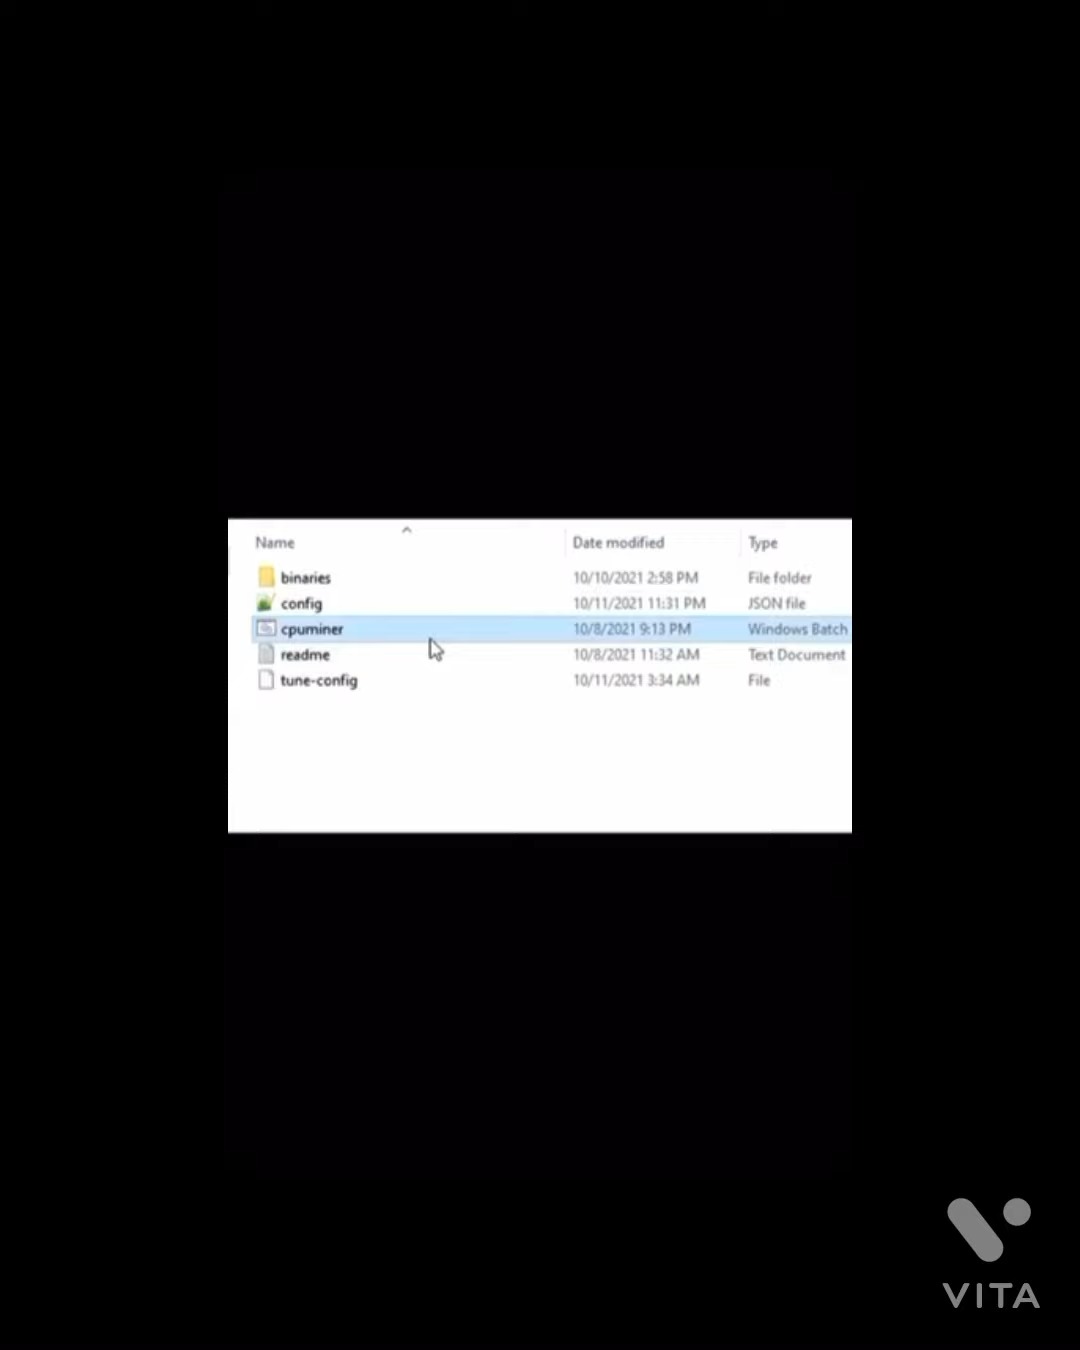 Name Date modified Type
binaries 10/10/2021 2:58 PM File folder
config 10/11/2021 11:31 PM JSON file
cpuminer 10/8/2021 9:13 PM Windows Batch
readme 10/8/2021 11:32 AM Text Document
tune-config 10/11/2021 3:34 AM File
VITA